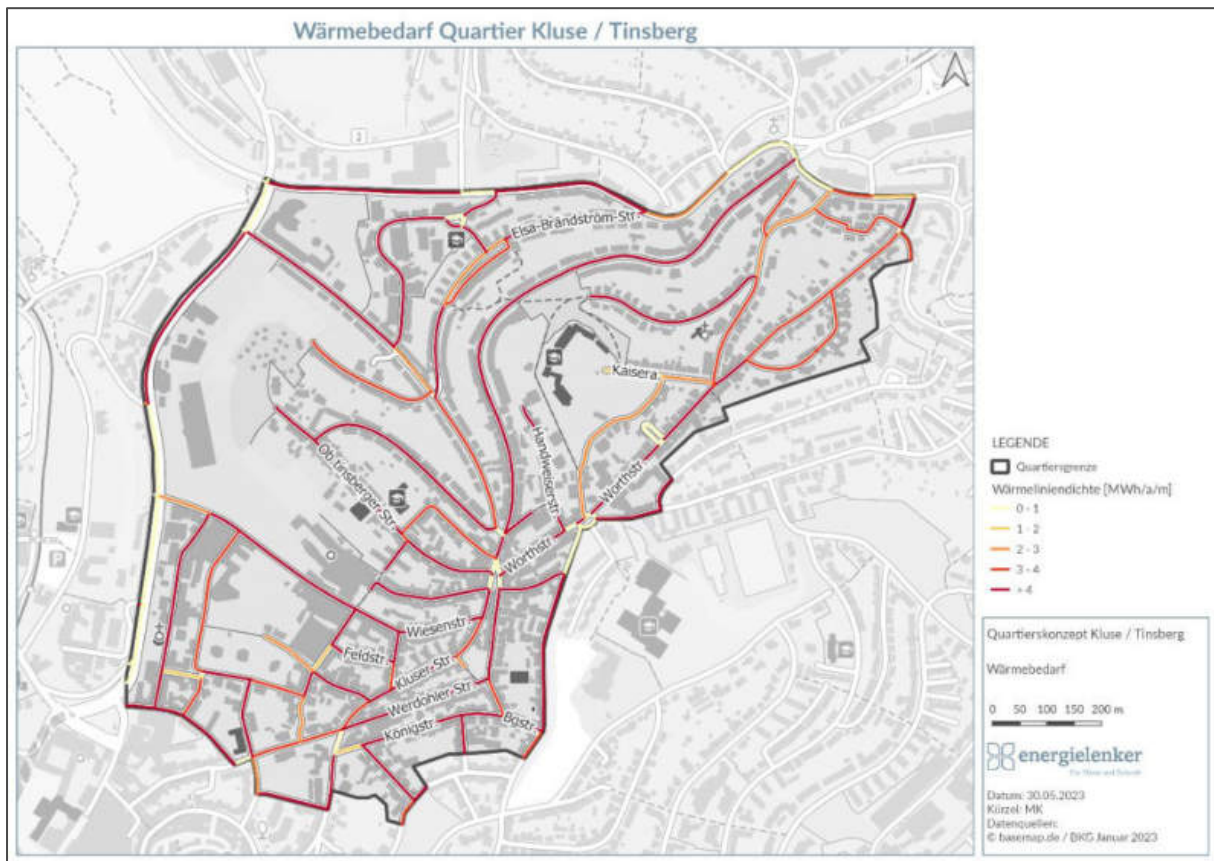 Wärmebedarf Quartier Kluse / Tinsberg
Elsa-Brändström-Str.
Kaisera.
Handweiserstr.
Ob.tinsberger-Str.
Worthstr.
Worthstr.
Wiesenstr.
Feldstr.
Kluser Str.
Werdohler Str.
Königstr.
Bgstr.
LEGENDE
Quartiersgrenze
Wärmeliniendichte [MWh/a/m]
0 - 1
1 - 2
2 - 3
3 - 4
> 4
Quartierskonzept Kluse / Tinsberg
Wärmebedarf
0 50 100 150 200 m
energielenker
Datum: 30.05.2023
Kürzel: MK
Datenquellen:
© basemap.de / BKG Januar 2023